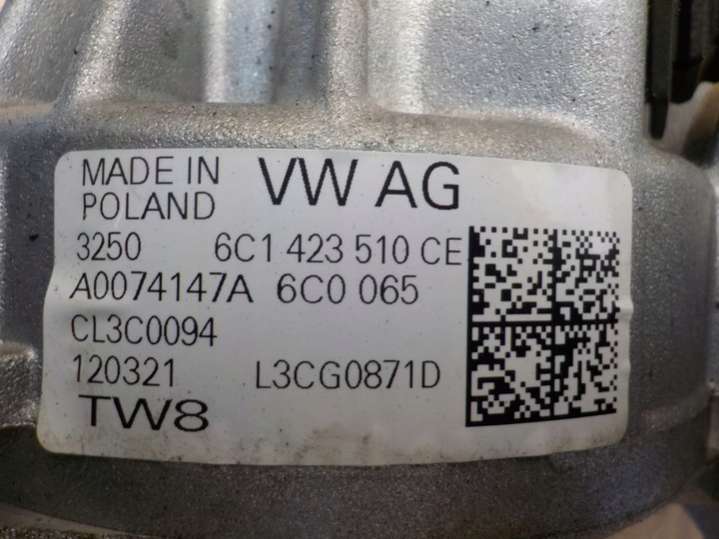 MADE IN VW AG
POLAND
3250 6C1 423 510 CE
A0074147A 6C0 065
CL3C0094
120321 L3CG0871D
TW8